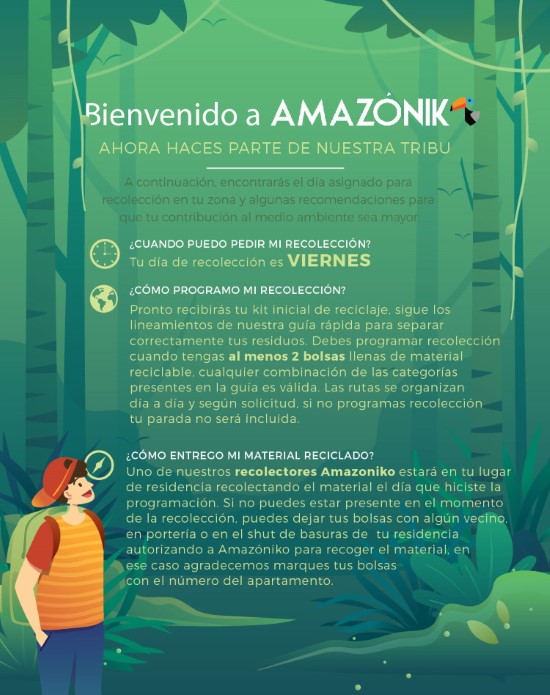 Bienvenido a AMAZÓNIK
AHORA HACES PARTE DE NUESTRA TRIBU
A continuación, encontrarás el día asignado para
recolección en tu zona y algunas recomendaciones para
que tu contribución al medio ambiente sea mayor.
¿CUANDO PUEDO PEDIR MI RECOLECCIÓN?
Tu día de recolección es VIERNES
¿CÓMO PROGRAMO MI RECOLECCIÓN?
Pronto recibirás tu kit inicial de reciclaje, sigue los
lineamientos de nuestra guía rápida para separar
correctamente tus residuos. Debes programar recolección
cuando tengas al menos 2 bolsas llenas de material
reciclable, cualquier combinación de las categorías
presentes en la guía es válida. Las rutas se organizan
día a día y según solicitud, si no programas recolección
tu parada no será incluida.
¿CÓMO ENTREGO MI MATERIAL RECICLADO?
Uno de nuestros recolectores Amazoniko estará en tu lugar
de residencia recolectando el material el día que hiciste la
programación. Si no puedes estar presente en el momento
de la recolección, puedes dejar tus bolsas con algún vecino,
en portería o en el shut de basuras de tu residencia
autorizando a Amazóniko para recoger el material, en
ese caso agradecemos marques tus bolsas
con el número del apartamento.